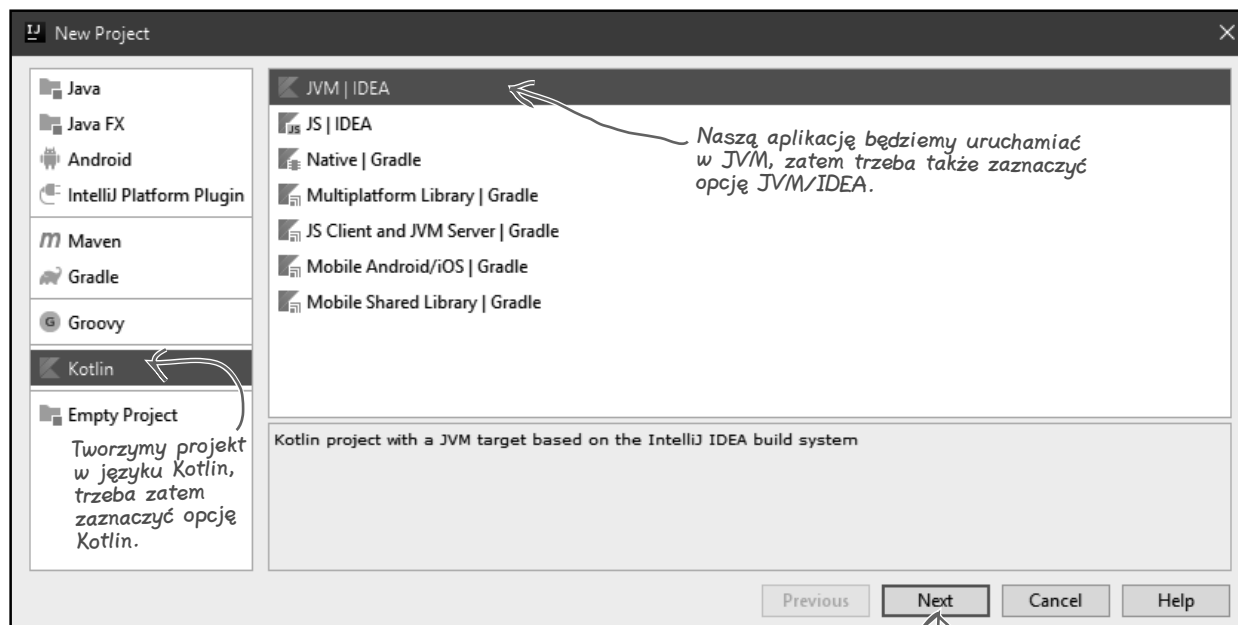 IJ New Project
Java
Java FX
Android
IntelliJ Platform Plugin
m Maven
Gradle
G Groovy
Kotlin
Empty Project
Tworzymy projekt
w języku Kotlin,
trzeba zatem
zaznaczyć opcję
Kotlin.
JVM | IDEA
JS JS | IDEA
Native | Gradle
Multiplatform Library | Gradle
JS Client and JVM Server | Gradle
Mobile Android/iOS | Gradle
Mobile Shared Library | Gradle
Naszą aplikację będziemy uruchamiać
w JVM, zatem trzeba także zaznaczyć
opcję JVM/IDEA.
Kotlin project with a JVM target based on the IntelliJ IDEA build system
Previous Next Cancel Help